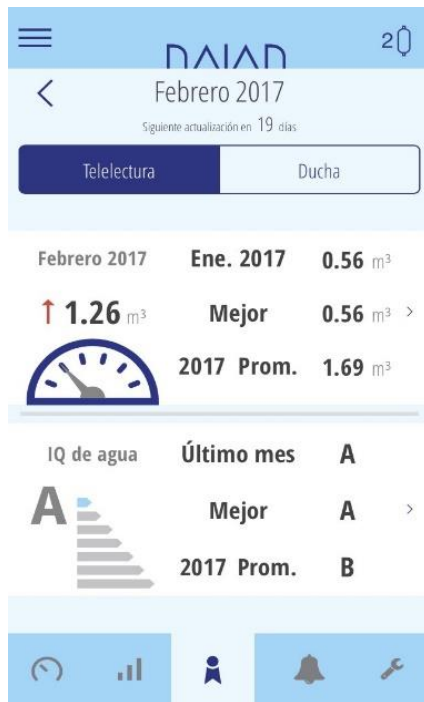 2
NAIAN
Febrero 2017
Siguiente actualización en 19 días
Telelectura Ducha
Febrero 2017 Ene. 2017 0.56 m³
↑ 1.26 m³ Mejor 0.56 m³ >
2017 Prom. 1.69 m³
IQ de agua Último mes A
A Mejor A >
2017 Prom. B